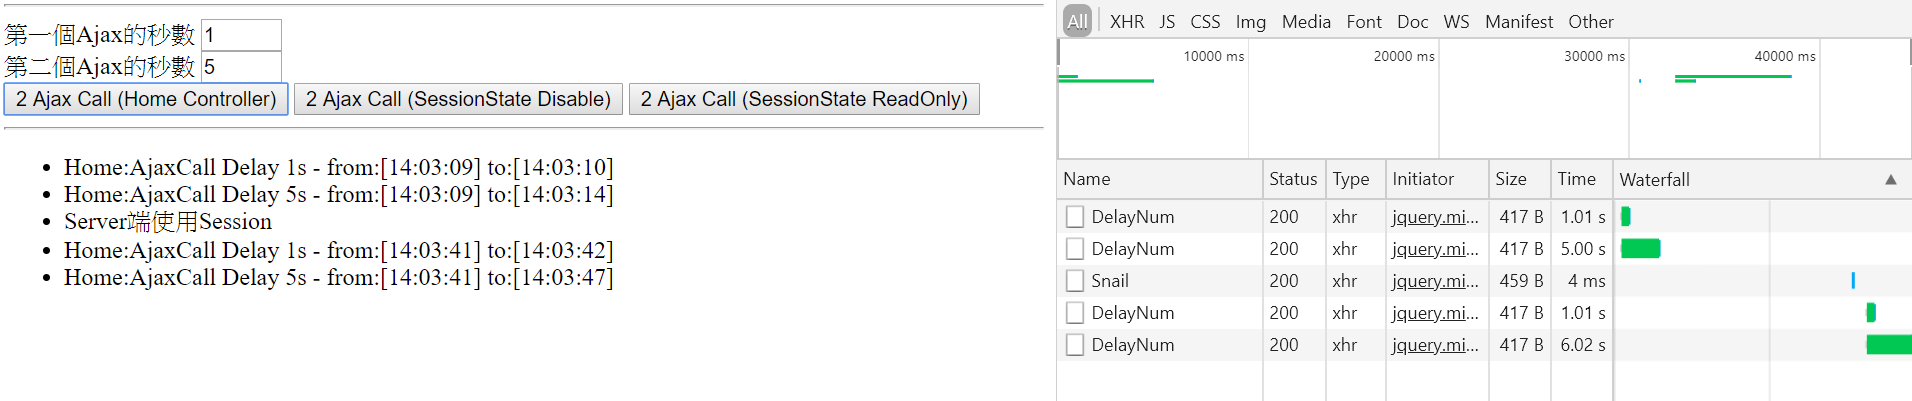 第一個Ajax的秒數 1
第二個Ajax的秒數 5
2 Ajax Call (Home Controller) 2 Ajax Call (SessionState Disable) 2 Ajax Call (SessionState ReadOnly)
Home:AjaxCall Delay 1s - from:[14:03:09] to:[14:03:10]
Home:AjaxCall Delay 5s - from:[14:03:09] to:[14:03:14]
Server端使用Session
Home:AjaxCall Delay 1s - from:[14:03:41] to:[14:03:42]
Home:AjaxCall Delay 5s - from:[14:03:41] to:[14:03:47]
All XHR JS CSS Img Media Font Doc WS Manifest Other
10000 ms 20000 ms 30000 ms 40000 ms
Name Status Type Initiator Size Time Waterfall
DelayNum 200 xhr jquery.mi... 417 B 1.01 s
DelayNum 200 xhr jquery.mi... 417 B 5.00 s
Snail 200 xhr jquery.mi... 459 B 4 ms
DelayNum 200 xhr jquery.mi... 417 B 1.01 s
DelayNum 200 xhr jquery.mi... 417 B 6.02 s